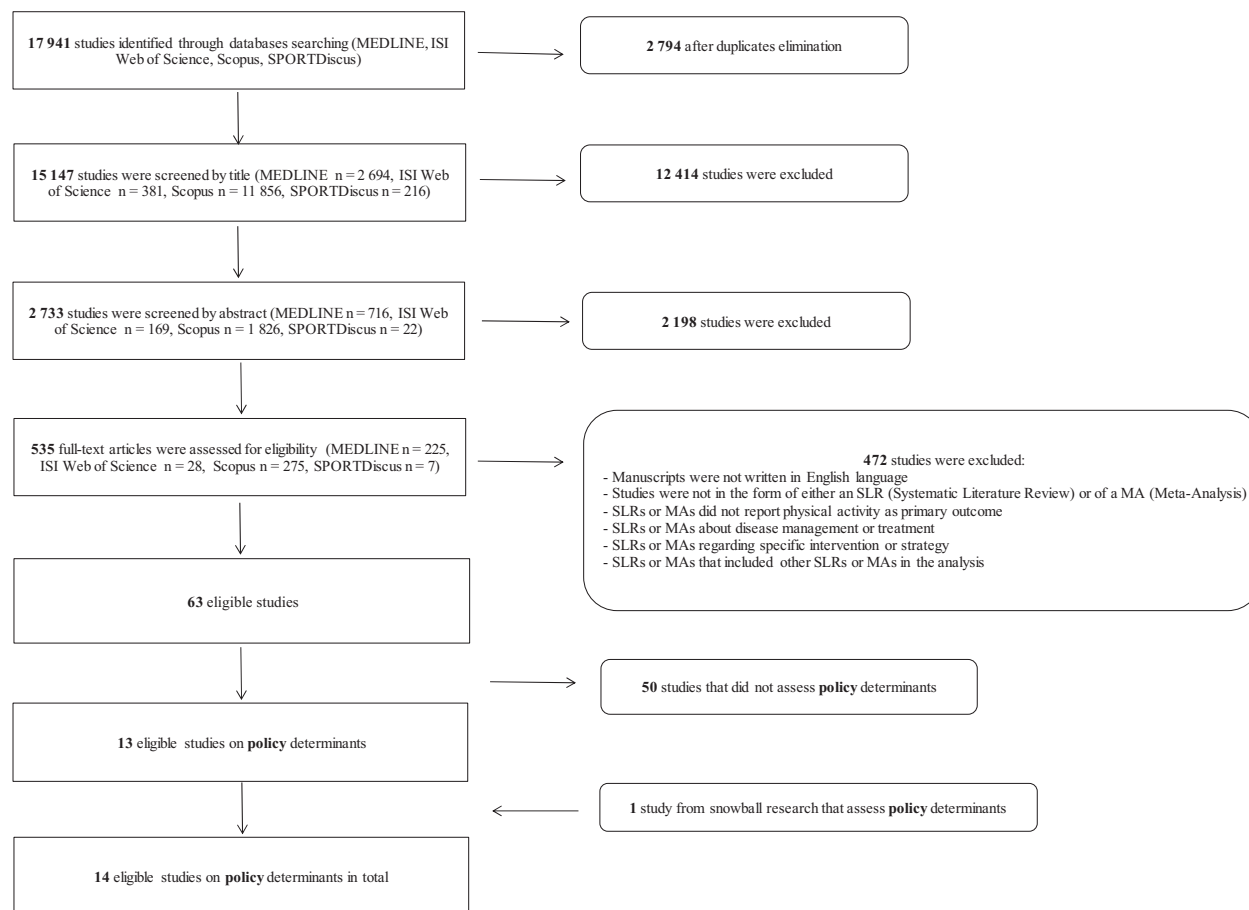 17 941 studies identified through databases searching (MEDLINE, ISI
Web of Science, Scopus, SPORTDiscus)
2 794 after duplicates elimination
15 147 studies were screened by title (MEDLINE n = 2 694, ISI Web
of Science n = 381, Scopus n = 11 856, SPORTDiscus n = 216)
12 414 studies were excluded
2 733 studies were screened by abstract (MEDLINE n = 716, ISI Web
of Science n = 169, Scopus n = 1 826, SPORTDiscus n = 22)
2 198 studies were excluded
535 full-text articles were assessed for eligibility (MEDLINE n = 225,
ISI Web of Science n = 28, Scopus n = 275, SPORTDiscus n = 7)
472 studies were excluded:
- Manuscripts were not written in English language
- Studies were not in the form of either an SLR (Systematic Literature Review) or of a MA (Meta-Analysis)
- SLRs or MAs did not report physical activity as primary outcome
- SLRs or MAs about disease management or treatment
- SLRs or MAs regarding specific intervention or strategy
- SLRs or MAs that included other SLRs or MAs in the analysis
63 eligible studies
50 studies that did not assess policy determinants
13 eligible studies on policy determinants
1 study from snowball research that assess policy determinants
14 eligible studies on policy determinants in total